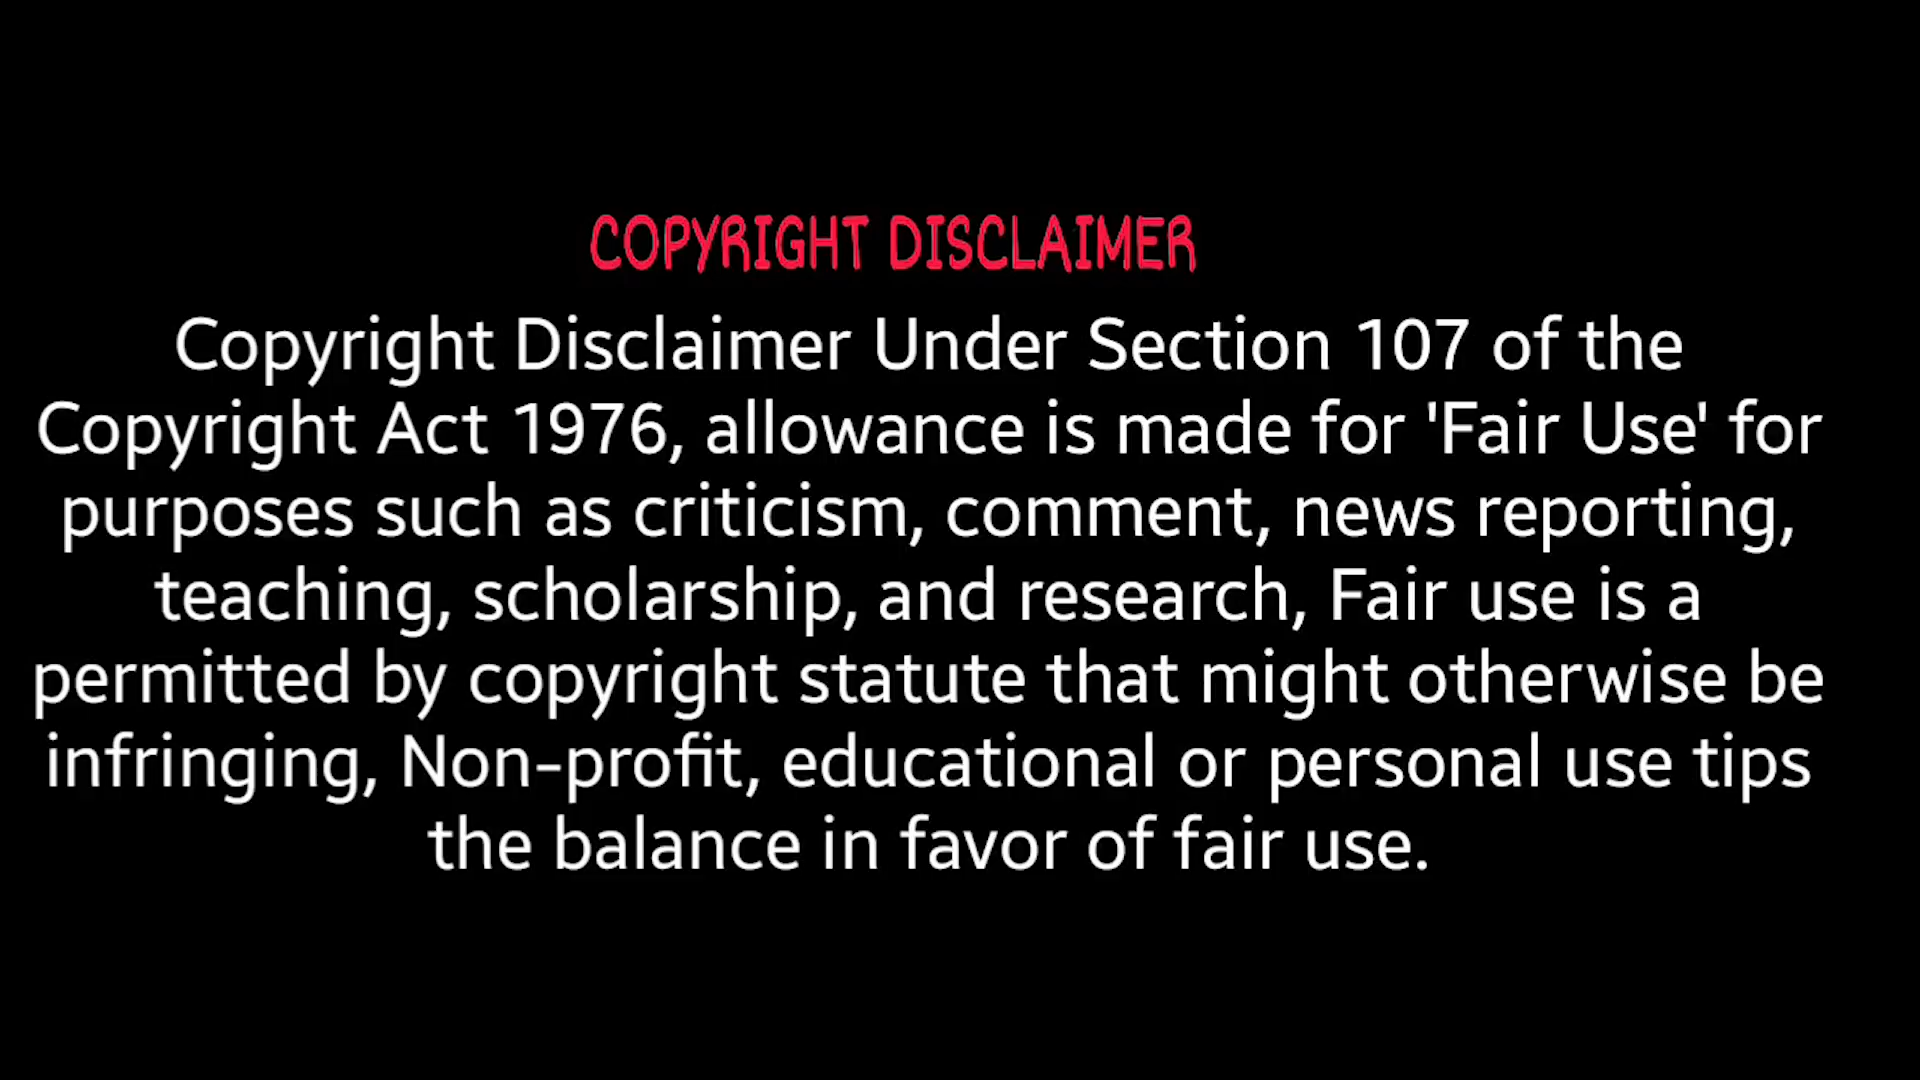 COPYRIGHT DISCLAIMER
Copyright Disclaimer Under Section 107 of the
Copyright Act 1976, allowance is made for 'Fair Use' for
purposes such as criticism, comment, news reporting,
teaching, scholarship, and research, Fair use is a
permitted by copyright statute that might otherwise be
infringing, Non-profit, educational or personal use tips
the balance in favor of fair use.